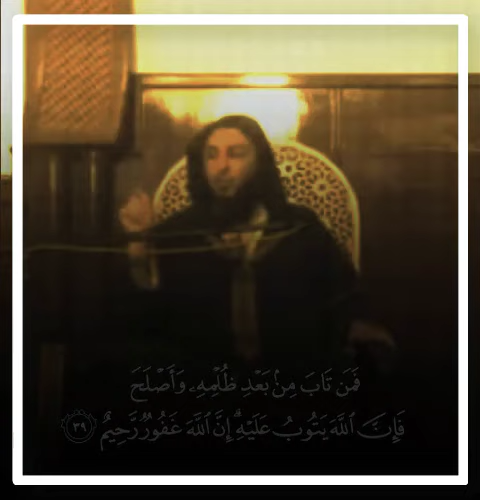 فَمَن تَابَ مِنۢ بَعْدِ ظُلْمِهِۦ وَأَصْلَحَ
فَإِنَّ ٱللَّهَ يَتُوبُ عَلَيْهِۗ إِنَّ ٱللَّهَ غَفُورٌ رَّحِيمٌ ٣٩